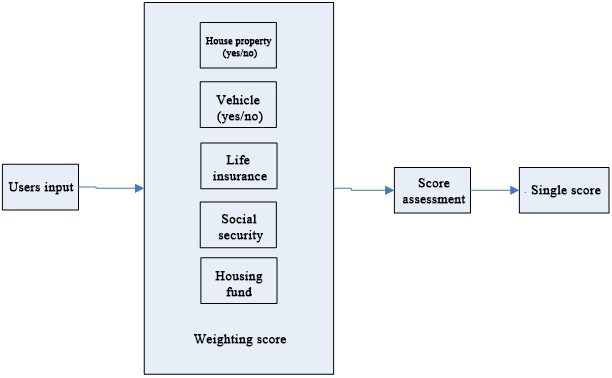 House property
(yes/no)
Vehicle
(yes/no)
Life
insurance
Users input
Score
assessment
Single score
Social
security
Housing
fund
Weighting score